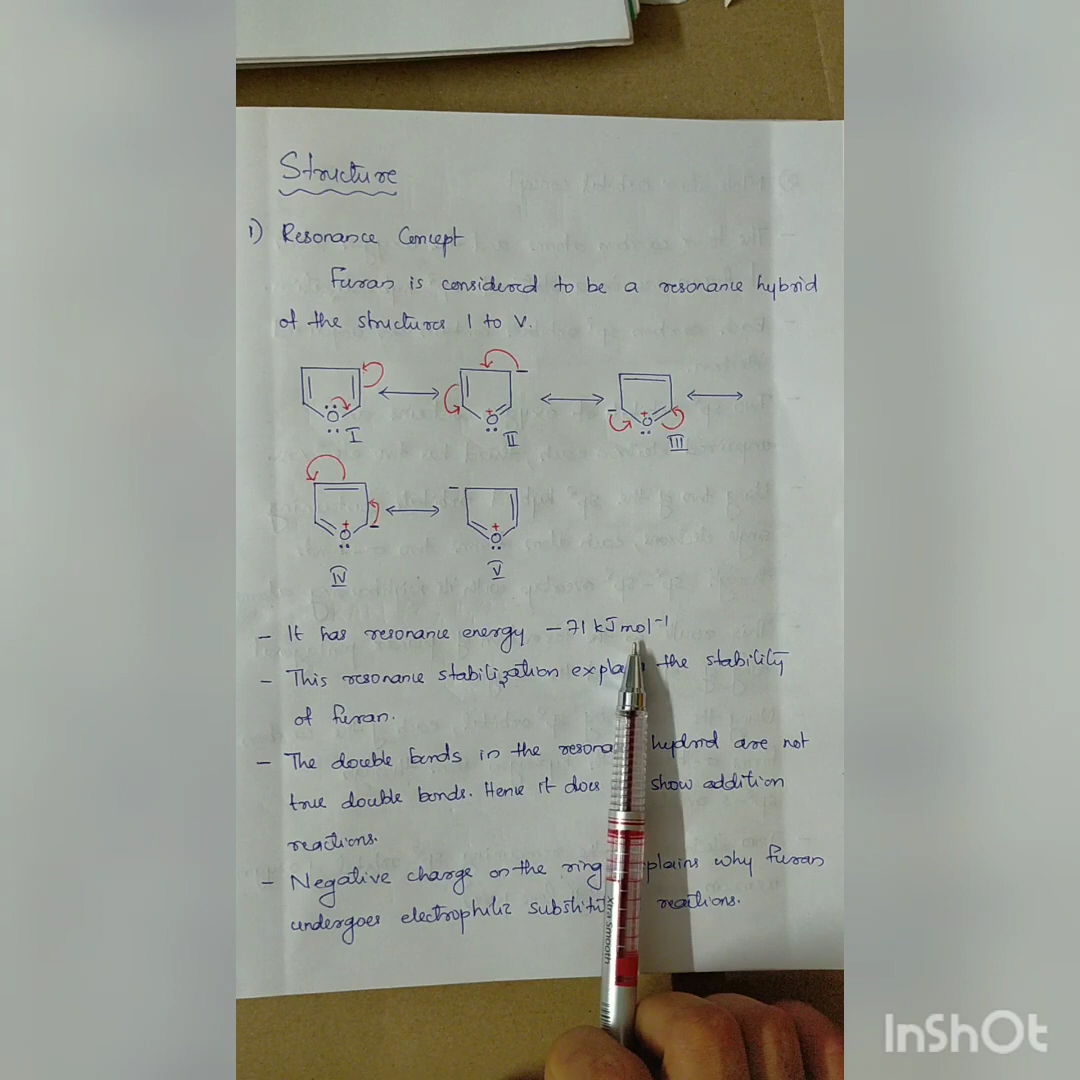 Structure
1) Resonance Concept
Furan is considered to be a resonance hybrid
of the structures I to V.
I II III
IV V
- It has resonance energy - 71 kJ mol⁻¹
- This resonance stabilization expla the stability
of furan.
- The double bonds in the resona hybrid are not
true double bonds. Hence it does show addition
reactions.
- Negative charge on the ring plains why furan
undergoes electrophilic substitut reactions.
Xtra Smooth
InShOt